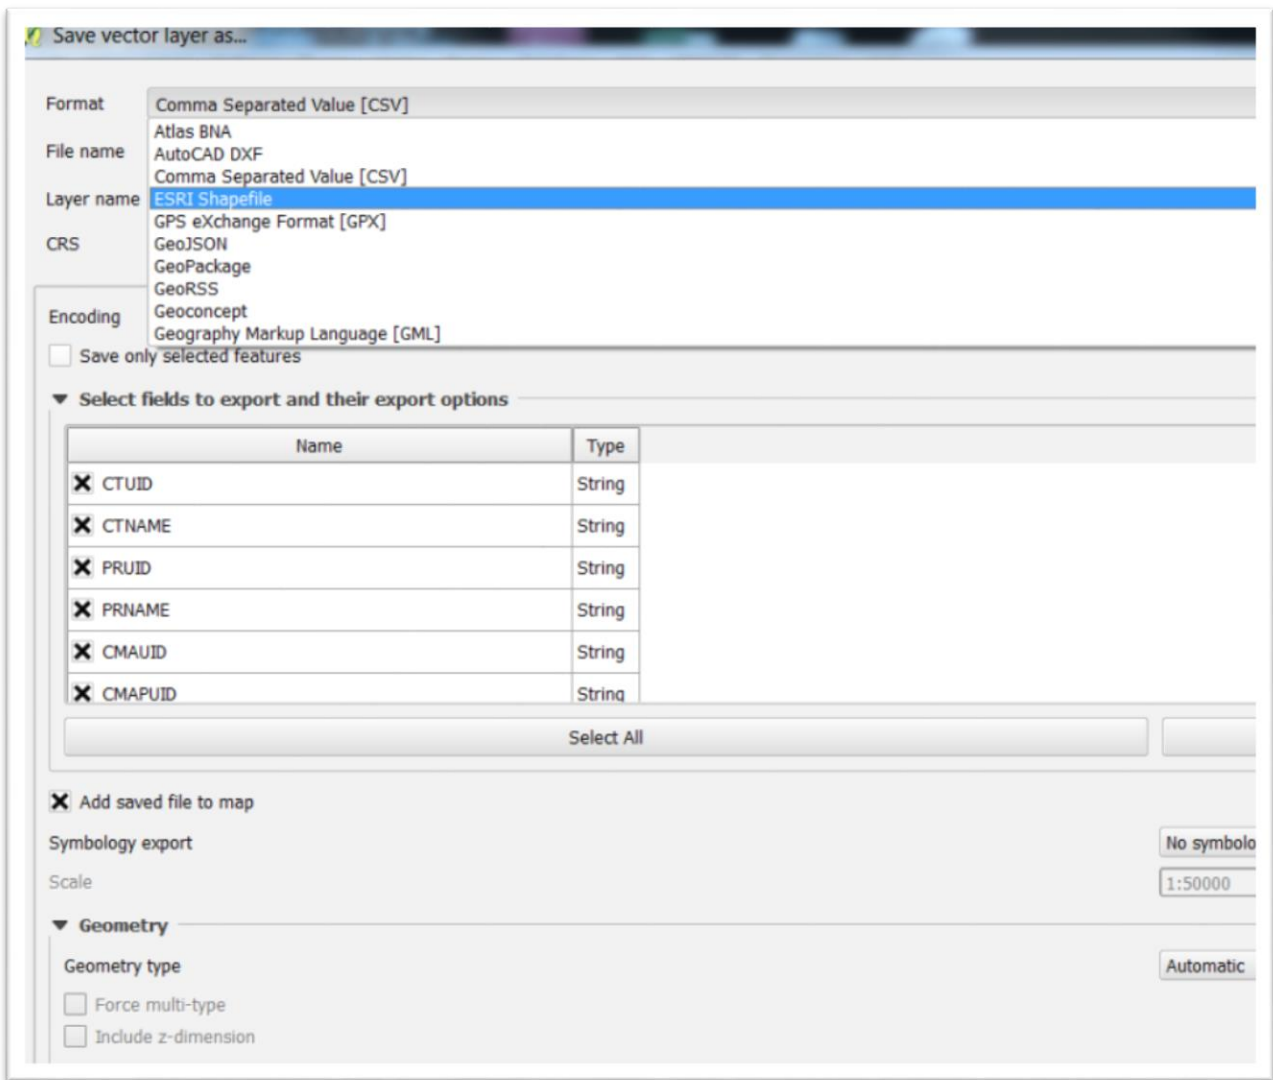 Save vector layer as...
Format
Comma Separated Value [CSV]
Atlas BNA
File name
AutoCAD DXF
Comma Separated Value [CSV]
Layer name
ESRI Shapefile
GPS eXchange Format [GPX]
CRS
GeoJSON
GeoPackage
GeoRSS
Encoding
Geoconcept
Geography Markup Language [GML]
Save only selected features
Select fields to export and their export options
Name Type
CTUID String
CTNAME String
PRUID String
PRNAME String
CMAUID String
CMAPUID String
Select All
Add saved file to map
Symbology export No symbolo
Scale 1:50000
Geometry
Geometry type Automatic
Force multi-type
Include z-dimension